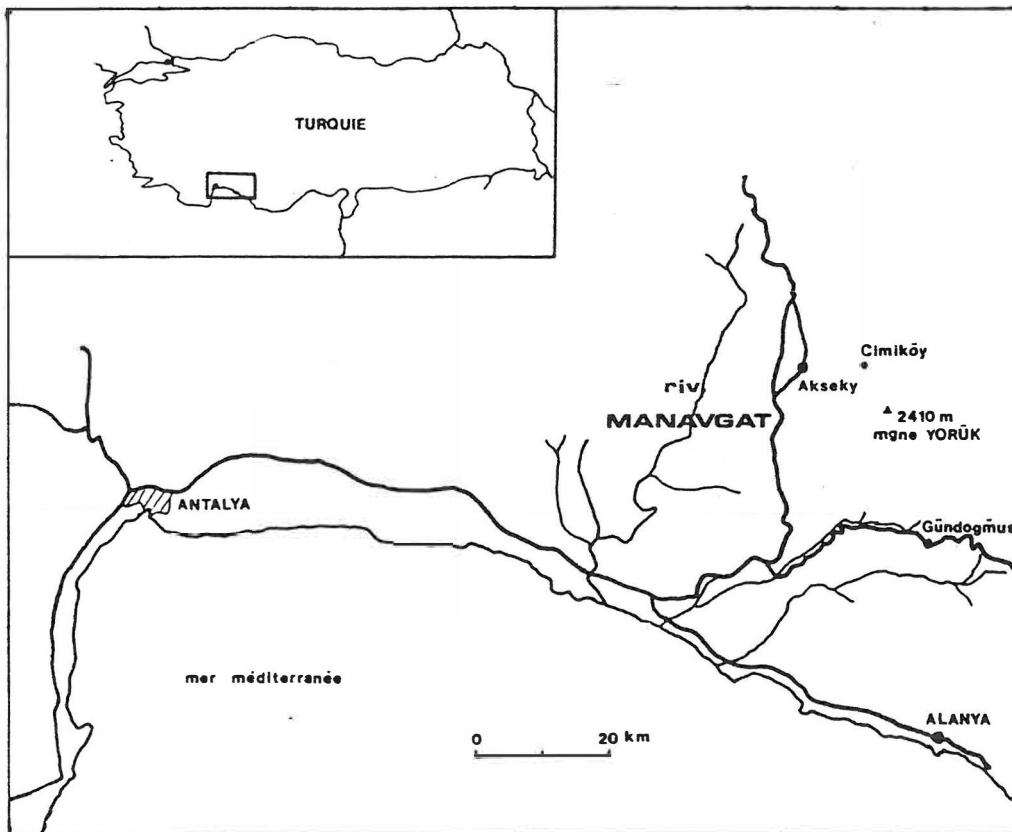 TURQUIE
Cimiköy
Akseky
riv.
MANAVGAT
2410 m
mgne YORÜK
ANTALYA
Gündogmus
mer méditerranée
0 20 km
ALANYA